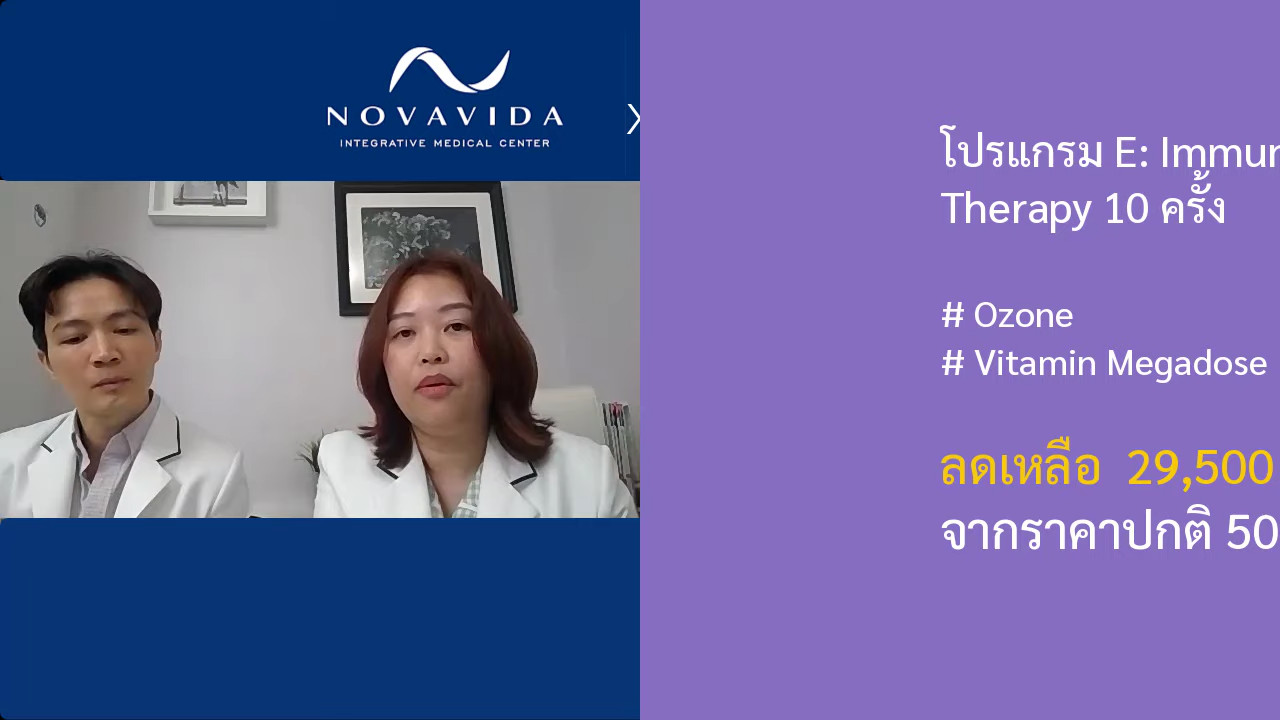 NOVAVIDA
INTEGRATIVE MEDICAL CENTER
โปรแกรม E: Immun
Therapy 10 ครั้ง
# Ozone
# Vitamin Megadose
ลดเหลือ 29,500
จากราคาปกติ 50